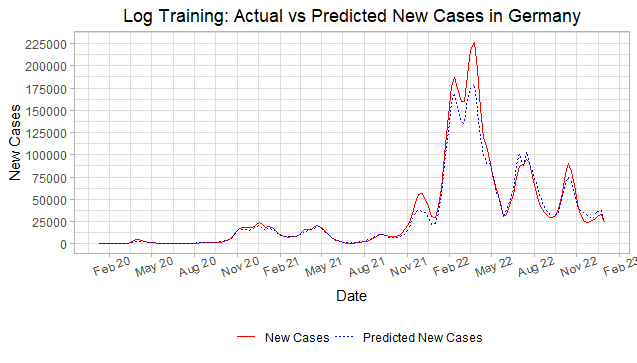 Log Training: Actual vs Predicted New Cases in Germany
New Cases
225000
200000
175000
150000
125000
100000
75000
50000
25000
0
Feb 20 May 20 Aug 20 Nov 20 Feb 21 May 21 Aug 21 Nov 21 Feb 22 May 22 Aug 22 Nov 22 Feb 23
Date
New Cases Predicted New Cases